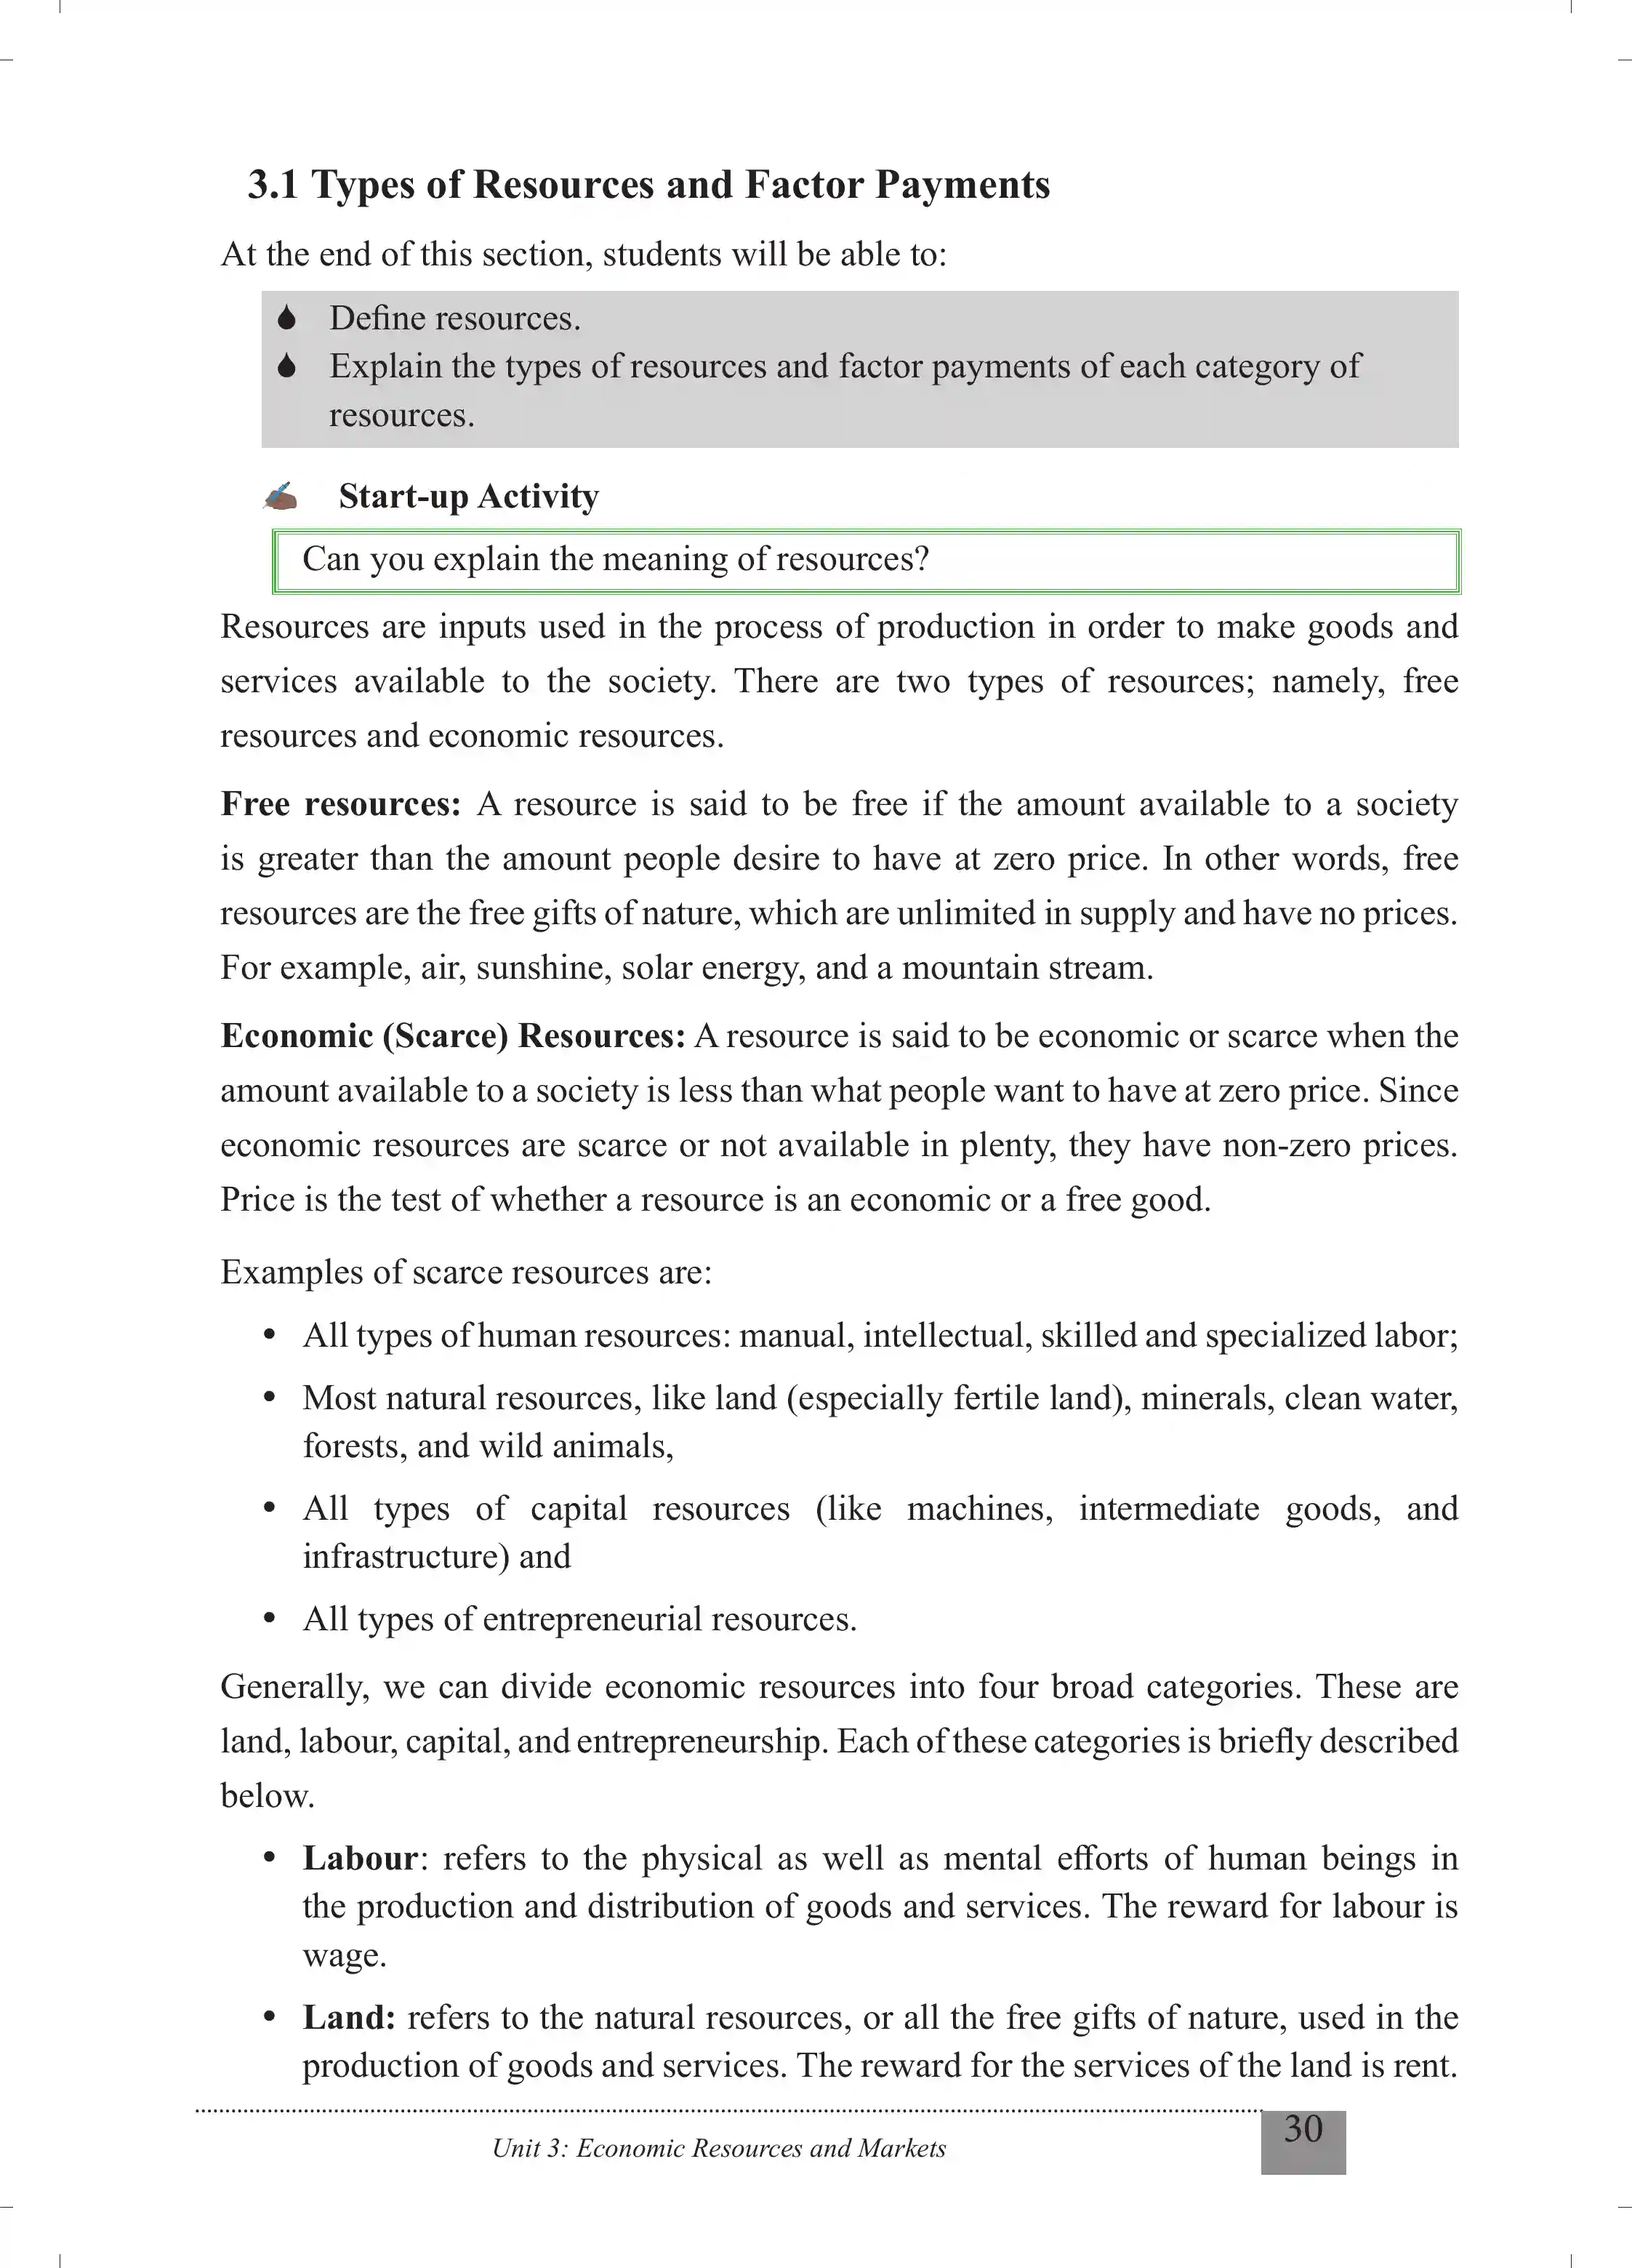 3.1 Types of Resources and Factor Payments
At the end of this section, students will be able to:
Define resources.
Explain the types of resources and factor payments of each category of
resources.
Start-up Activity
Can you explain the meaning of resources?
Resources are inputs used in the process of production in order to make goods and
services available to the society. There are two types of resources; namely, free
resources and economic resources.
Free resources: A resource is said to be free if the amount available to a society
is greater than the amount people desire to have at zero price. In other words, free
resources are the free gifts of nature, which are unlimited in supply and have no prices.
For example, air, sunshine, solar energy, and a mountain stream.
Economic (Scarce) Resources: A resource is said to be economic or scarce when the
amount available to a society is less than what people want to have at zero price. Since
economic resources are scarce or not available in plenty, they have non-zero prices.
Price is the test of whether a resource is an economic or a free good.
Examples of scarce resources are:
• All types of human resources: manual, intellectual, skilled and specialized labor;
• Most natural resources, like land (especially fertile land), minerals, clean water,
forests, and wild animals,
• All types of capital resources (like machines, intermediate goods, and
infrastructure) and
• All types of entrepreneurial resources.
Generally, we can divide economic resources into four broad categories. These are
land, labour, capital, and entrepreneurship. Each of these categories is briefly described
below.
• Labour: refers to the physical as well as mental efforts of human beings in
the production and distribution of goods and services. The reward for labour is
wage.
• Land: refers to the natural resources, or all the free gifts of nature, used in the
production of goods and services. The reward for the services of the land is rent.
Unit 3: Economic Resources and Markets
30